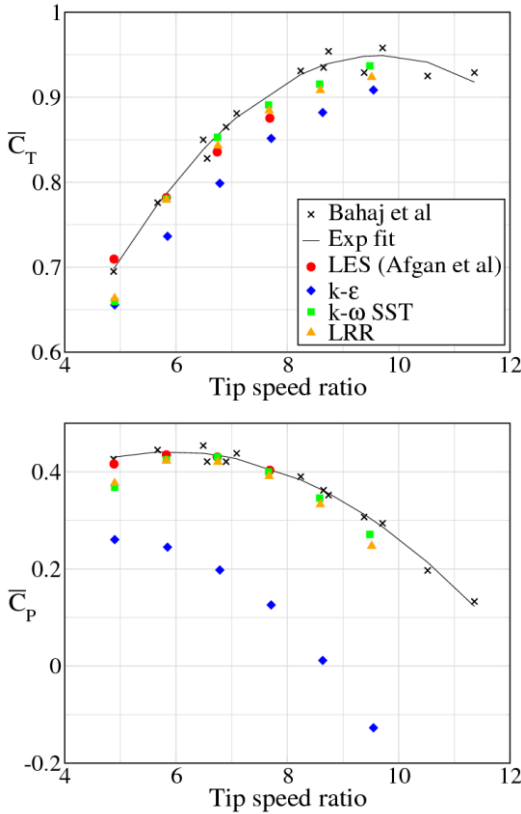 1
0.9
C̅_T
0.8
0.7
0.6
Bahaj et al
Exp fit
LES (Afgan et al)
k-ε
k-ω SST
LRR
4 6 8 10 12
Tip speed ratio
0.4
0.2
C̅_P
0
-0.2
4 6 8 10 12
Tip speed ratio